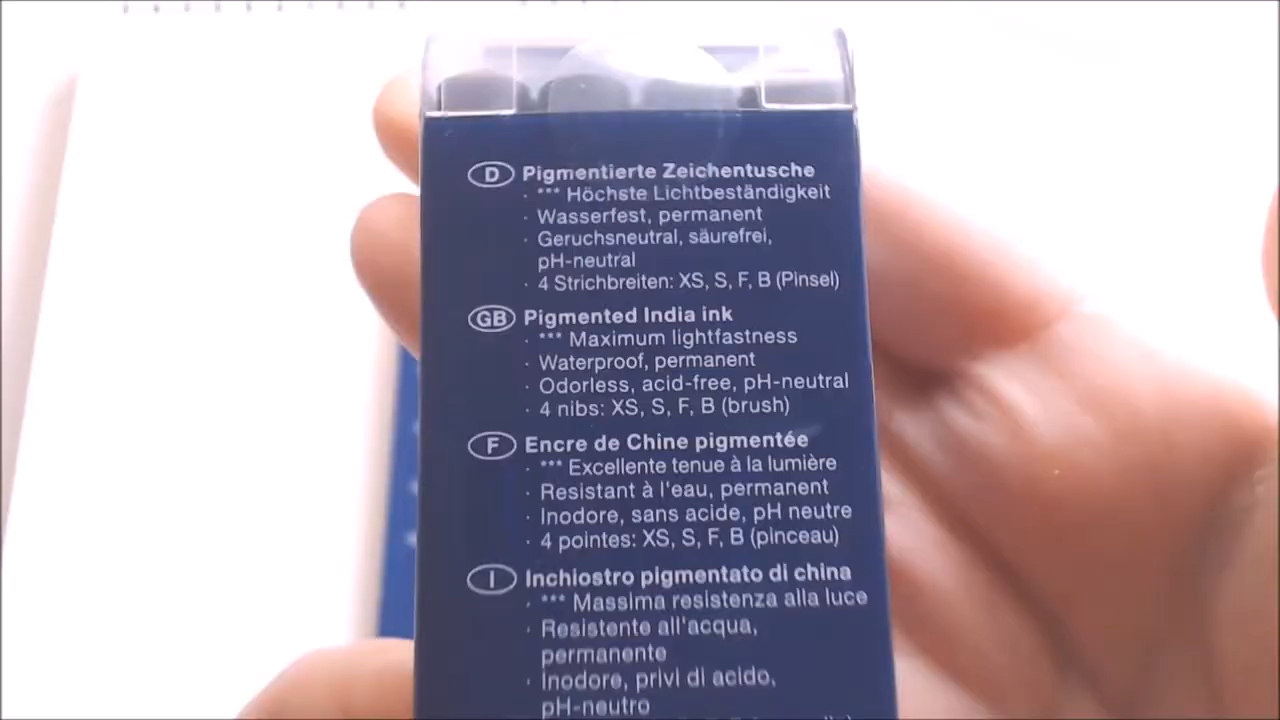 D Pigmentierte Zeichentusche
· *** Höchste Lichtbeständigkeit
· Wasserfest, permanent
· Geruchsneutral, säurefrei,
pH-neutral
· 4 Strichbreiten: XS, S, F, B (Pinsel)
GB Pigmented India ink
· *** Maximum lightfastness
· Waterproof, permanent
· Odorless, acid-free, pH-neutral
· 4 nibs: XS, S, F, B (brush)
F Encre de Chine pigmentée
· *** Excellente tenue à la lumière
· Resistant à l'eau, permanent
· Inodore, sans acide, pH neutre
· 4 pointes: XS, S, F, B (pinceau)
I Inchiostro pigmentato di china
· *** Massima resistenza alla luce
· Resistente all'acqua,
permanente
· Inodore, privi di acido,
pH-neutro